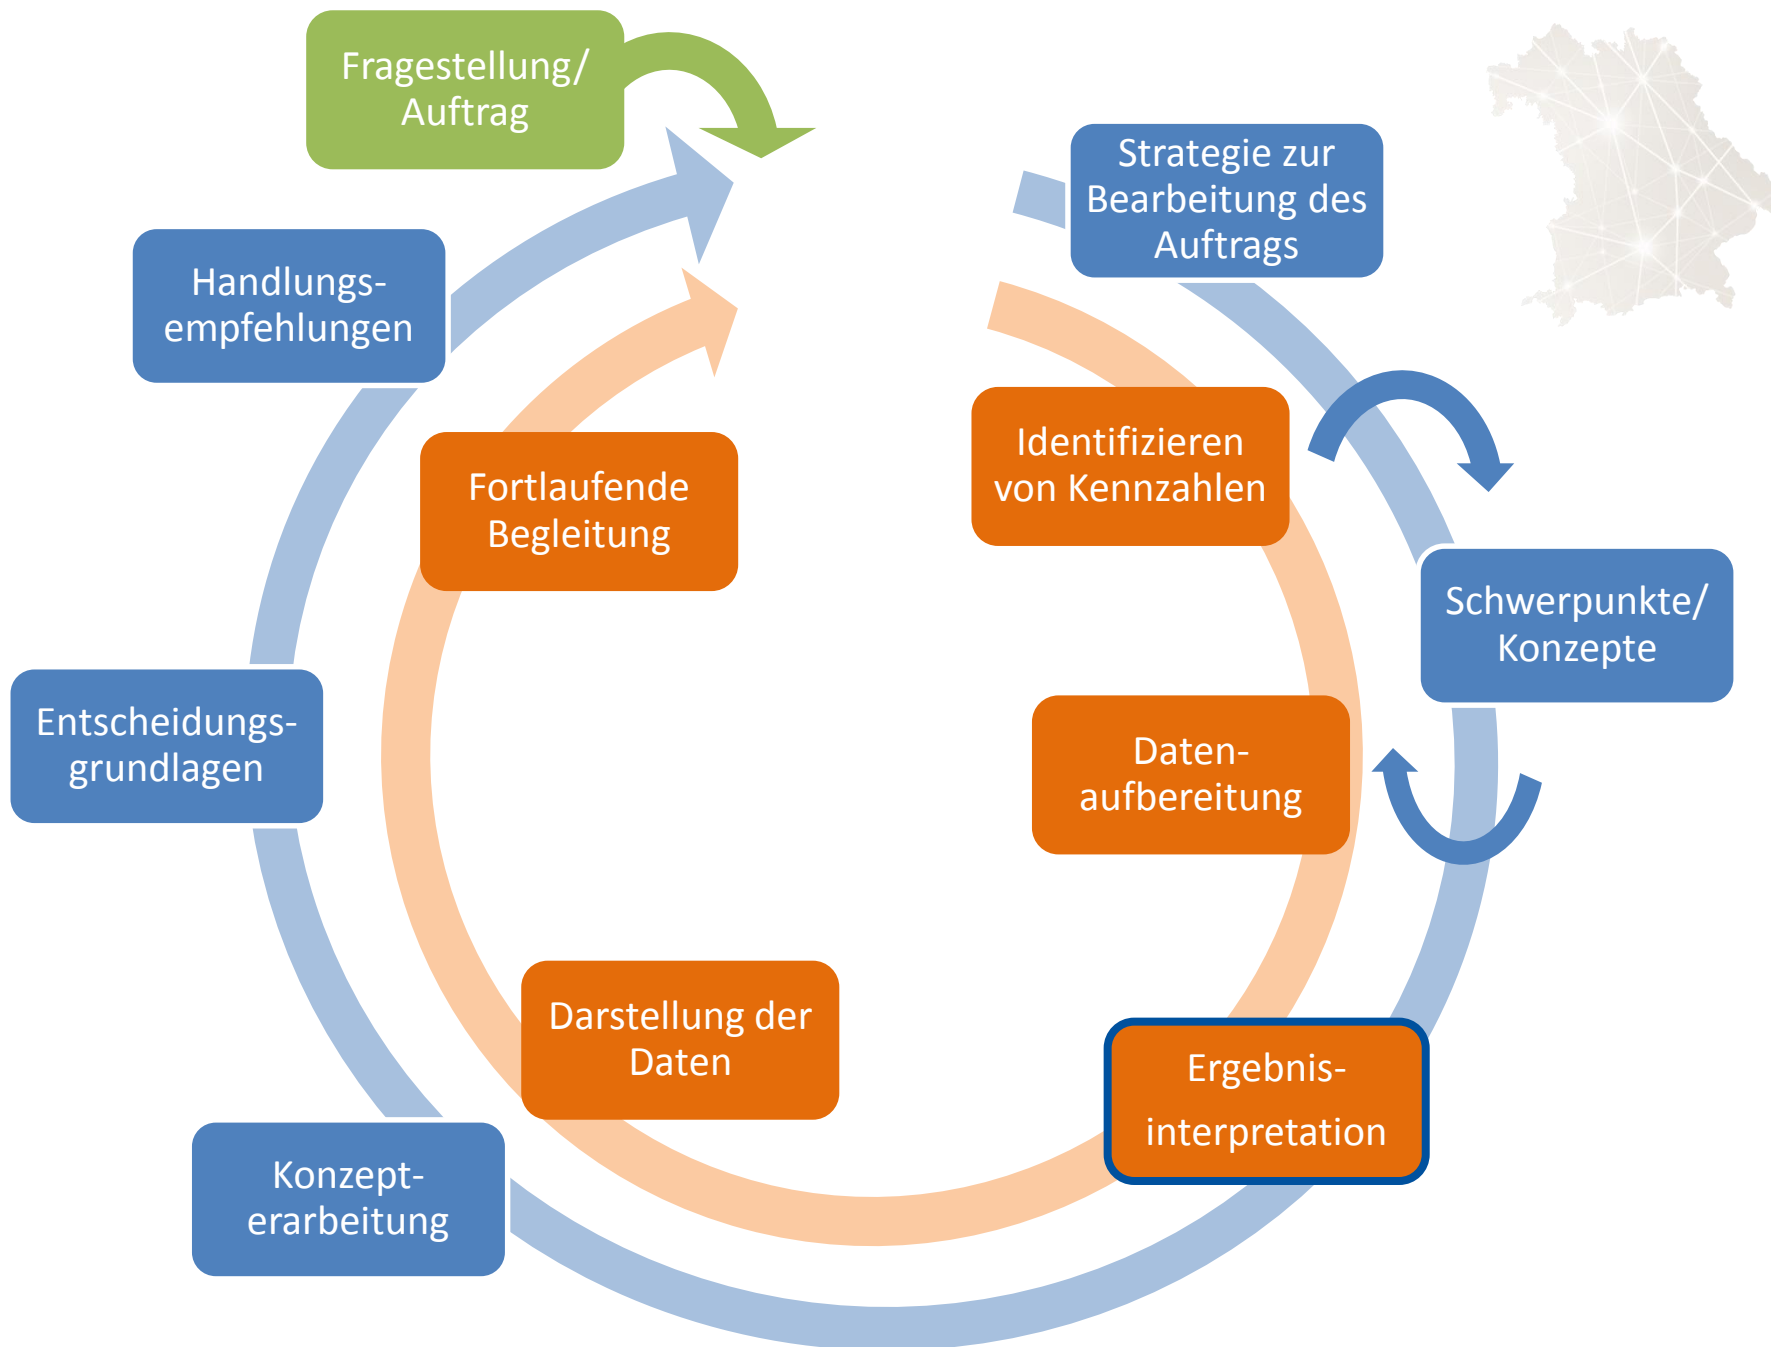 Fragestellung/
Auftrag
Strategie zur
Bearbeitung des
Auftrags
Handlungs-
empfehlungen
Identifizieren
von Kennzahlen
Fortlaufende
Begleitung
Schwerpunkte/
Konzepte
Entscheidungs-
grundlagen
Daten-
aufbereitung
Darstellung der
Daten
Ergebnis-
interpretation
Konzept-
erarbeitung